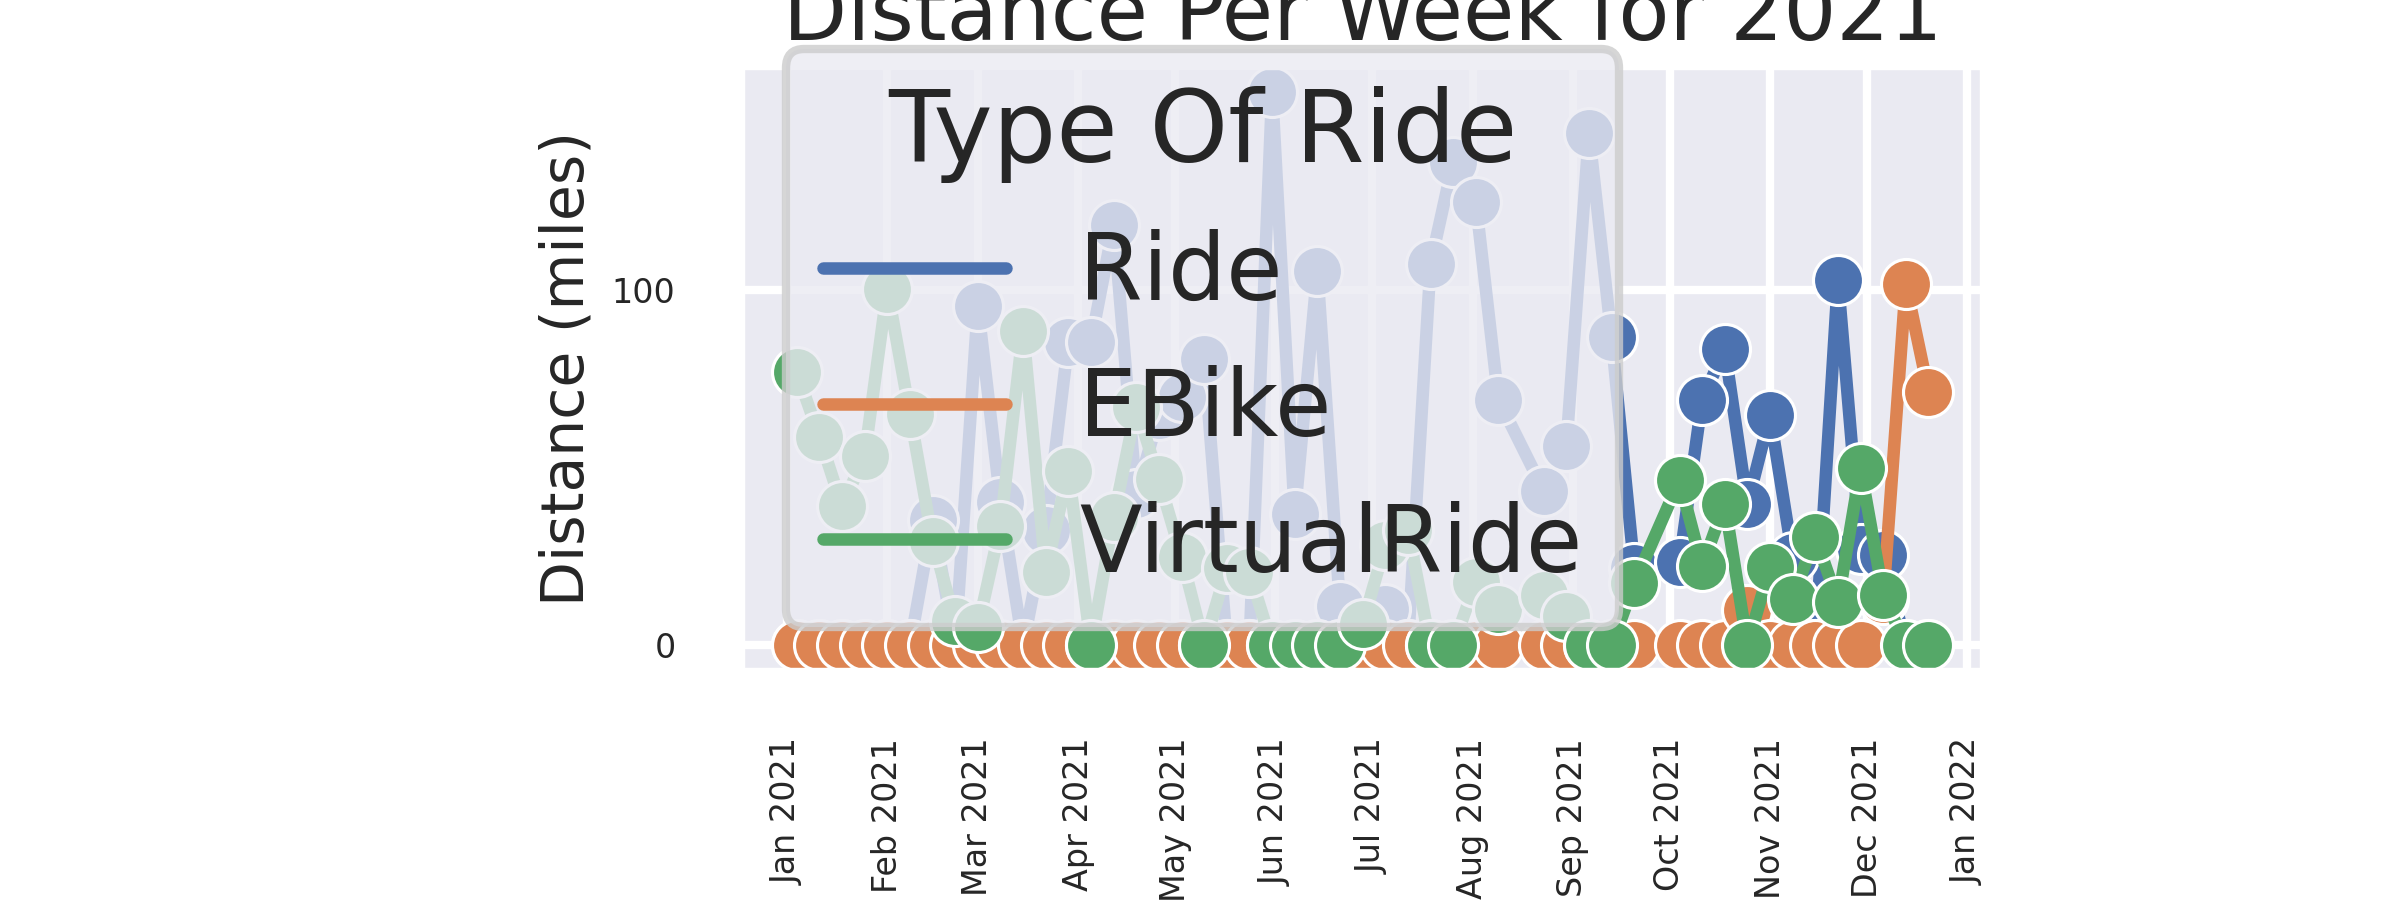 Distance Per Week for 2021
Type Of Ride
Ride
EBike
VirtualRide
Distance (miles)
100
0
Jan 2021
Feb 2021
Mar 2021
Apr 2021
May 2021
Jun 2021
Jul 2021
Aug 2021
Sep 2021
Oct 2021
Nov 2021
Dec 2021
Jan 2022